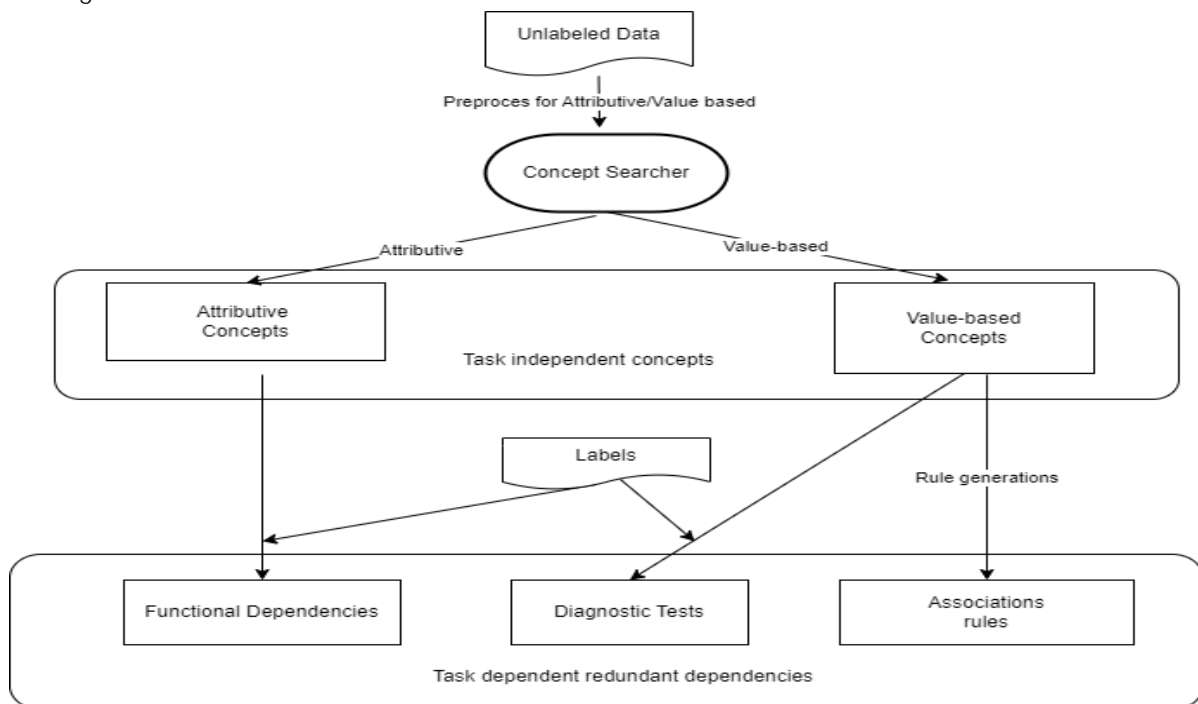 Unlabeled Data
Preproces for Attributive/Value based
Concept Searcher
Attributive
Value-based
Attributive
Concepts
Value-based
Concepts
Task independent concepts
Labels
Rule generations
Functional Dependencies
Diagnostic Tests
Associations
rules
Task dependent redundant dependencies